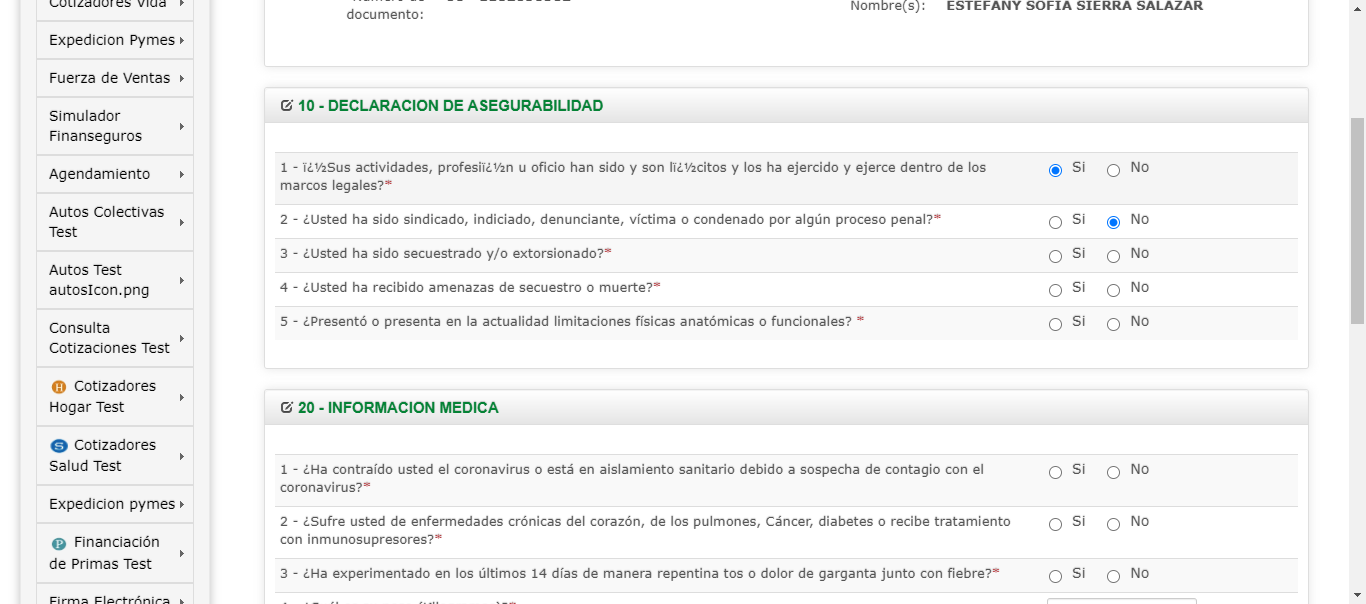 Cotizadores Vida
Expedicion Pymes
Fuerza de Ventas
Simulador
Finanseguros
Agendamiento
Autos Colectivas
Test
Autos Test
autosIcon.png
Consulta
Cotizaciones Test
H Cotizadores
Hogar Test
S Cotizadores
Salud Test
Expedicion pymes
P Financiación
de Primas Test
Firma Electrónica
documento:
Nombre(s): ESTEFANY SOFIA SIERRA SALAZAR
10 - DECLARACION DE ASEGURABILIDAD
1 - ï¿½Sus actividades, profesiï¿½n u oficio han sido y son lï¿½citos y los ha ejercido y ejerce dentro de los Si No
marcos legales?*
2 - ¿Usted ha sido sindicado, indiciado, denunciante, víctima o condenado por algún proceso penal?* Si No
3 - ¿Usted ha sido secuestrado y/o extorsionado?* Si No
4 - ¿Usted ha recibido amenazas de secuestro o muerte?* Si No
5 - ¿Presentó o presenta en la actualidad limitaciones físicas anatómicas o funcionales? * Si No
20 - INFORMACION MEDICA
1 - ¿Ha contraído usted el coronavirus o está en aislamiento sanitario debido a sospecha de contagio con el Si No
coronavirus?*
2 - ¿Sufre usted de enfermedades crónicas del corazón, de los pulmones, Cáncer, diabetes o recibe tratamiento Si No
con inmunosupresores?*
3 - ¿Ha experimentado en los últimos 14 días de manera repentina tos o dolor de garganta junto con fiebre?* Si No